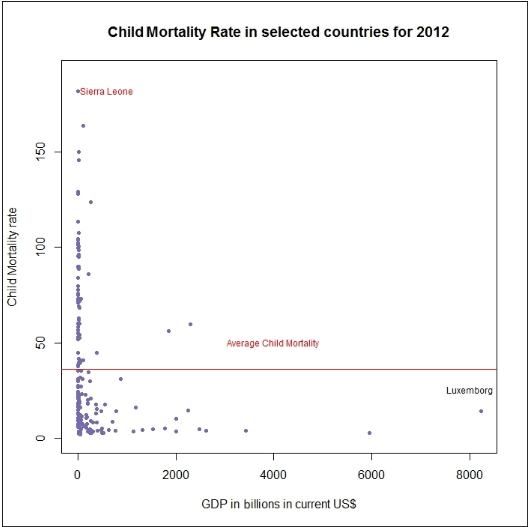 Child Mortality Rate in selected countries for 2012
Sierra Leone
Average Child Mortality
Luxemborg
Child Mortality rate
150
100
50
0
0 2000 4000 6000 8000
GDP in billions in current US$